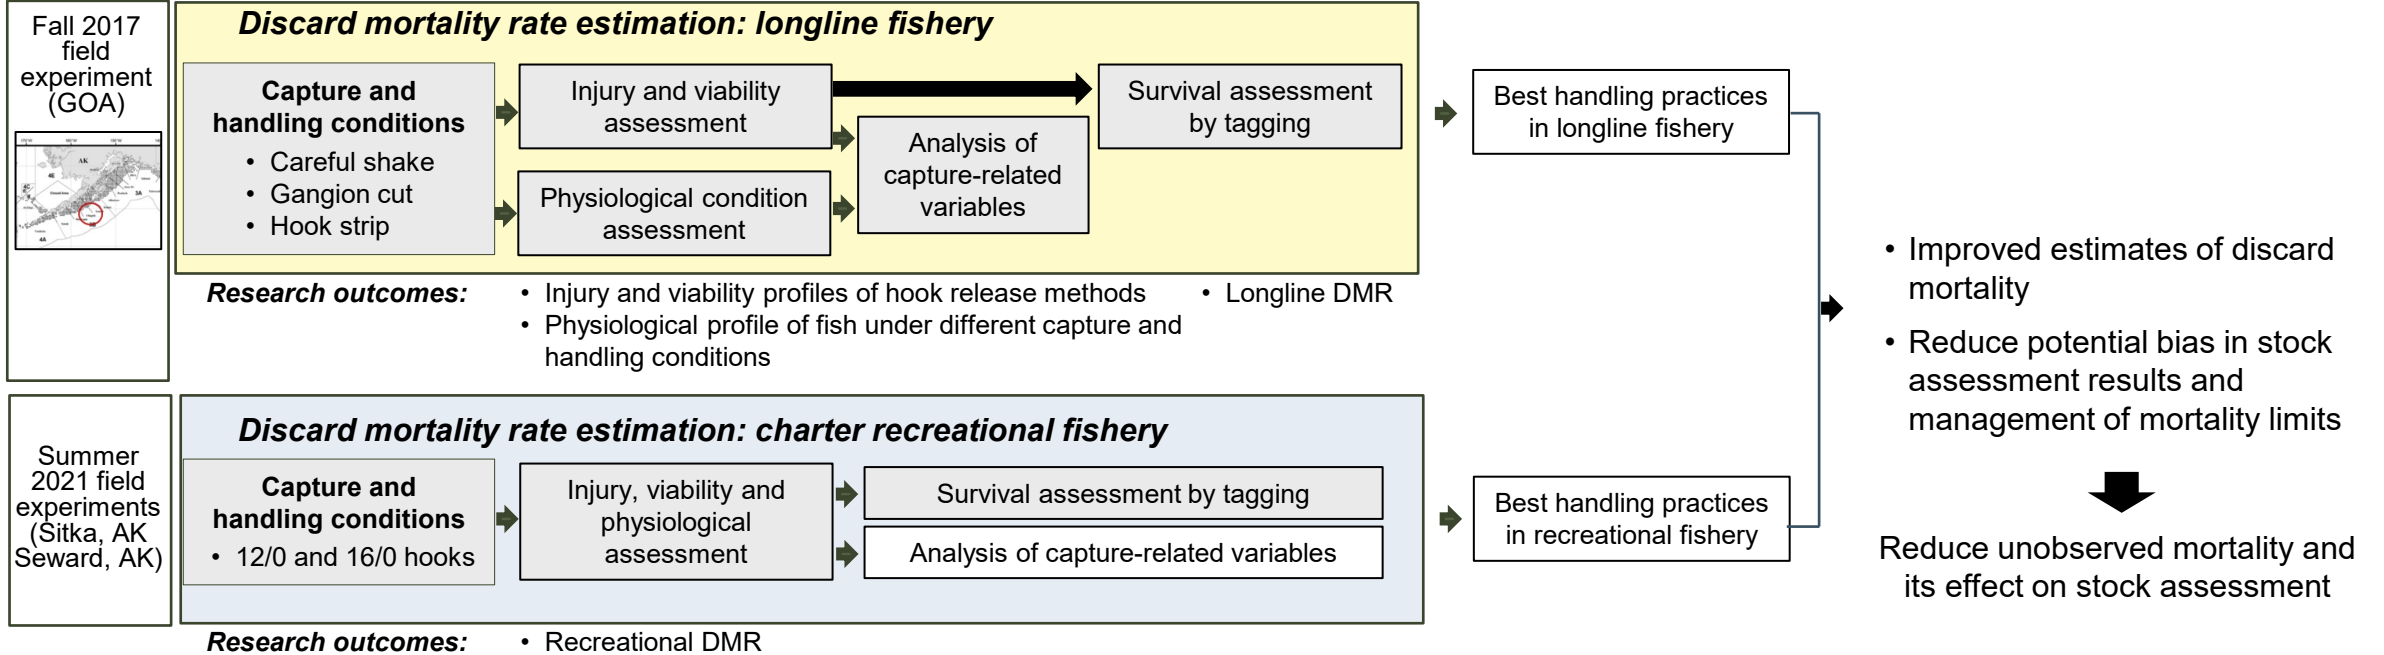 Fall 2017
field
experiment
(GOA)
AK
4E
4C
3A
4A
Discard mortality rate estimation: longline fishery
Capture and
handling conditions
• Careful shake
• Gangion cut
• Hook strip
Injury and viability
assessment
Physiological condition
assessment
Analysis of
capture-related
variables
Survival assessment
by tagging
Best handling practices
in longline fishery
Research outcomes:
• Injury and viability profiles of hook release methods
• Physiological profile of fish under different capture and
handling conditions
• Longline DMR
Summer
2021 field
experiments
(Sitka, AK
Seward, AK)
Discard mortality rate estimation: charter recreational fishery
Capture and
handling conditions
• 12/0 and 16/0 hooks
Injury, viability and
physiological
assessment
Survival assessment by tagging
Analysis of capture-related variables
Best handling practices
in recreational fishery
Research outcomes:
• Recreational DMR
• Improved estimates of discard
mortality
• Reduce potential bias in stock
assessment results and
management of mortality limits
Reduce unobserved mortality and
its effect on stock assessment